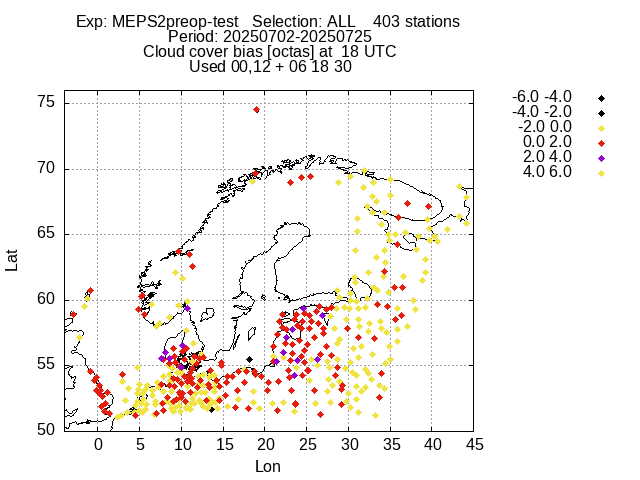 Exp: MEPS2preop-test   Selection: ALL    403 stations
Period: 20250702-20250725
Cloud cover bias [octas] at  18 UTC
Used 00,12 + 06 18 30
-6.0 -4.0
-4.0 -2.0
-2.0 0.0
0.0 2.0
2.0 4.0
4.0 6.0
75
70
65
60
55
50
Lat
0 5 10 15 20 25 30 35 40 45
Lon